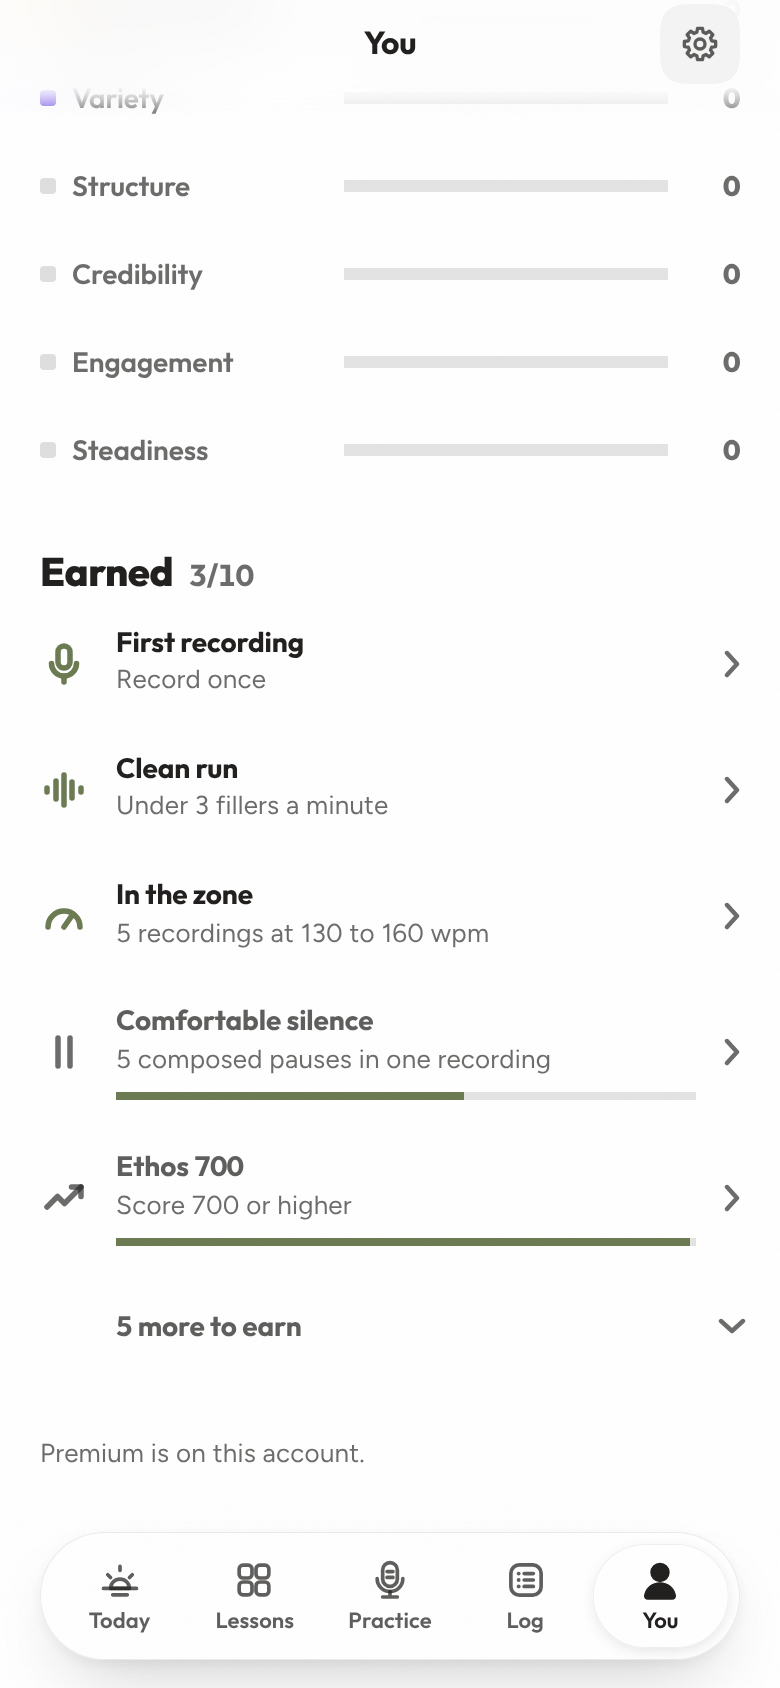 You
Variety 0
Structure 0
Credibility 0
Engagement 0
Steadiness 0
Earned 3/10
First recording
Record once
Clean run
Under 3 fillers a minute
In the zone
5 recordings at 130 to 160 wpm
Comfortable silence
5 composed pauses in one recording
Ethos 700
Score 700 or higher
5 more to earn
Premium is on this account.
Today Lessons Practice Log You